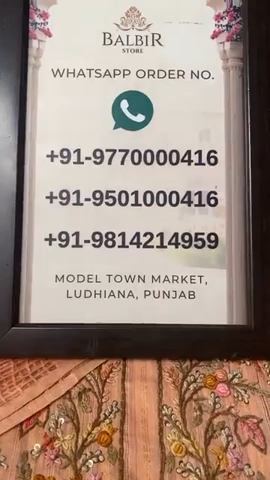 BALBIR
STORE
WHATSAPP ORDER NO.
+91-9770000416
+91-9501000416
+91-9814214959
MODEL TOWN MARKET,
LUDHIANA, PUNJAB